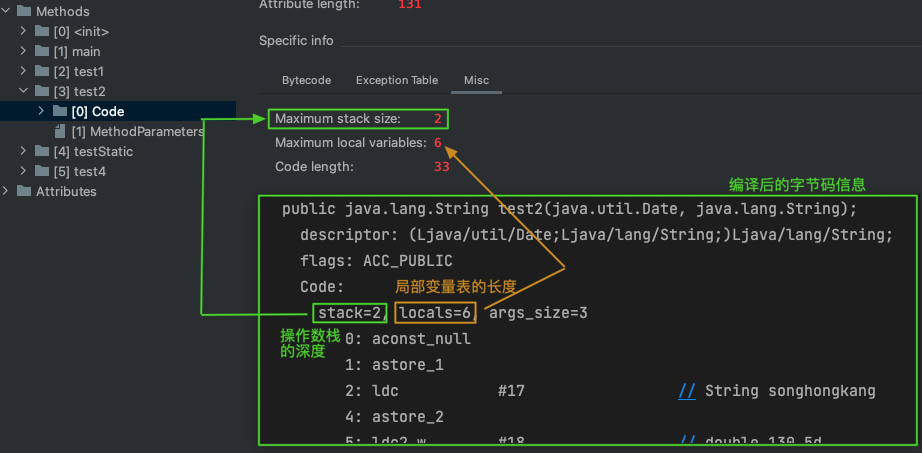 Methods
[0] <init>
[1] main
[2] test1
[3] test2
[0] Code
[1] MethodParameters
[4] testStatic
[5] test4
Attributes
Attribute length: 131
Specific info
Bytecode Exception Table Misc
Maximum stack size: 2
Maximum local variables: 6
Code length: 33
编译后的字节码信息
public java.lang.String test2(java.util.Date, java.lang.String);
descriptor: (Ljava/util/Date;Ljava/lang/String;)Ljava/lang/String;
flags: ACC_PUBLIC
Code:
局部变量表的长度
stack=2, locals=6, args_size=3
操作数栈
的深度
0: aconst_null
1: astore_1
2: ldc #17 // String songhongkang
4: astore_2
5: ldc2_w #18 // double 130.5d